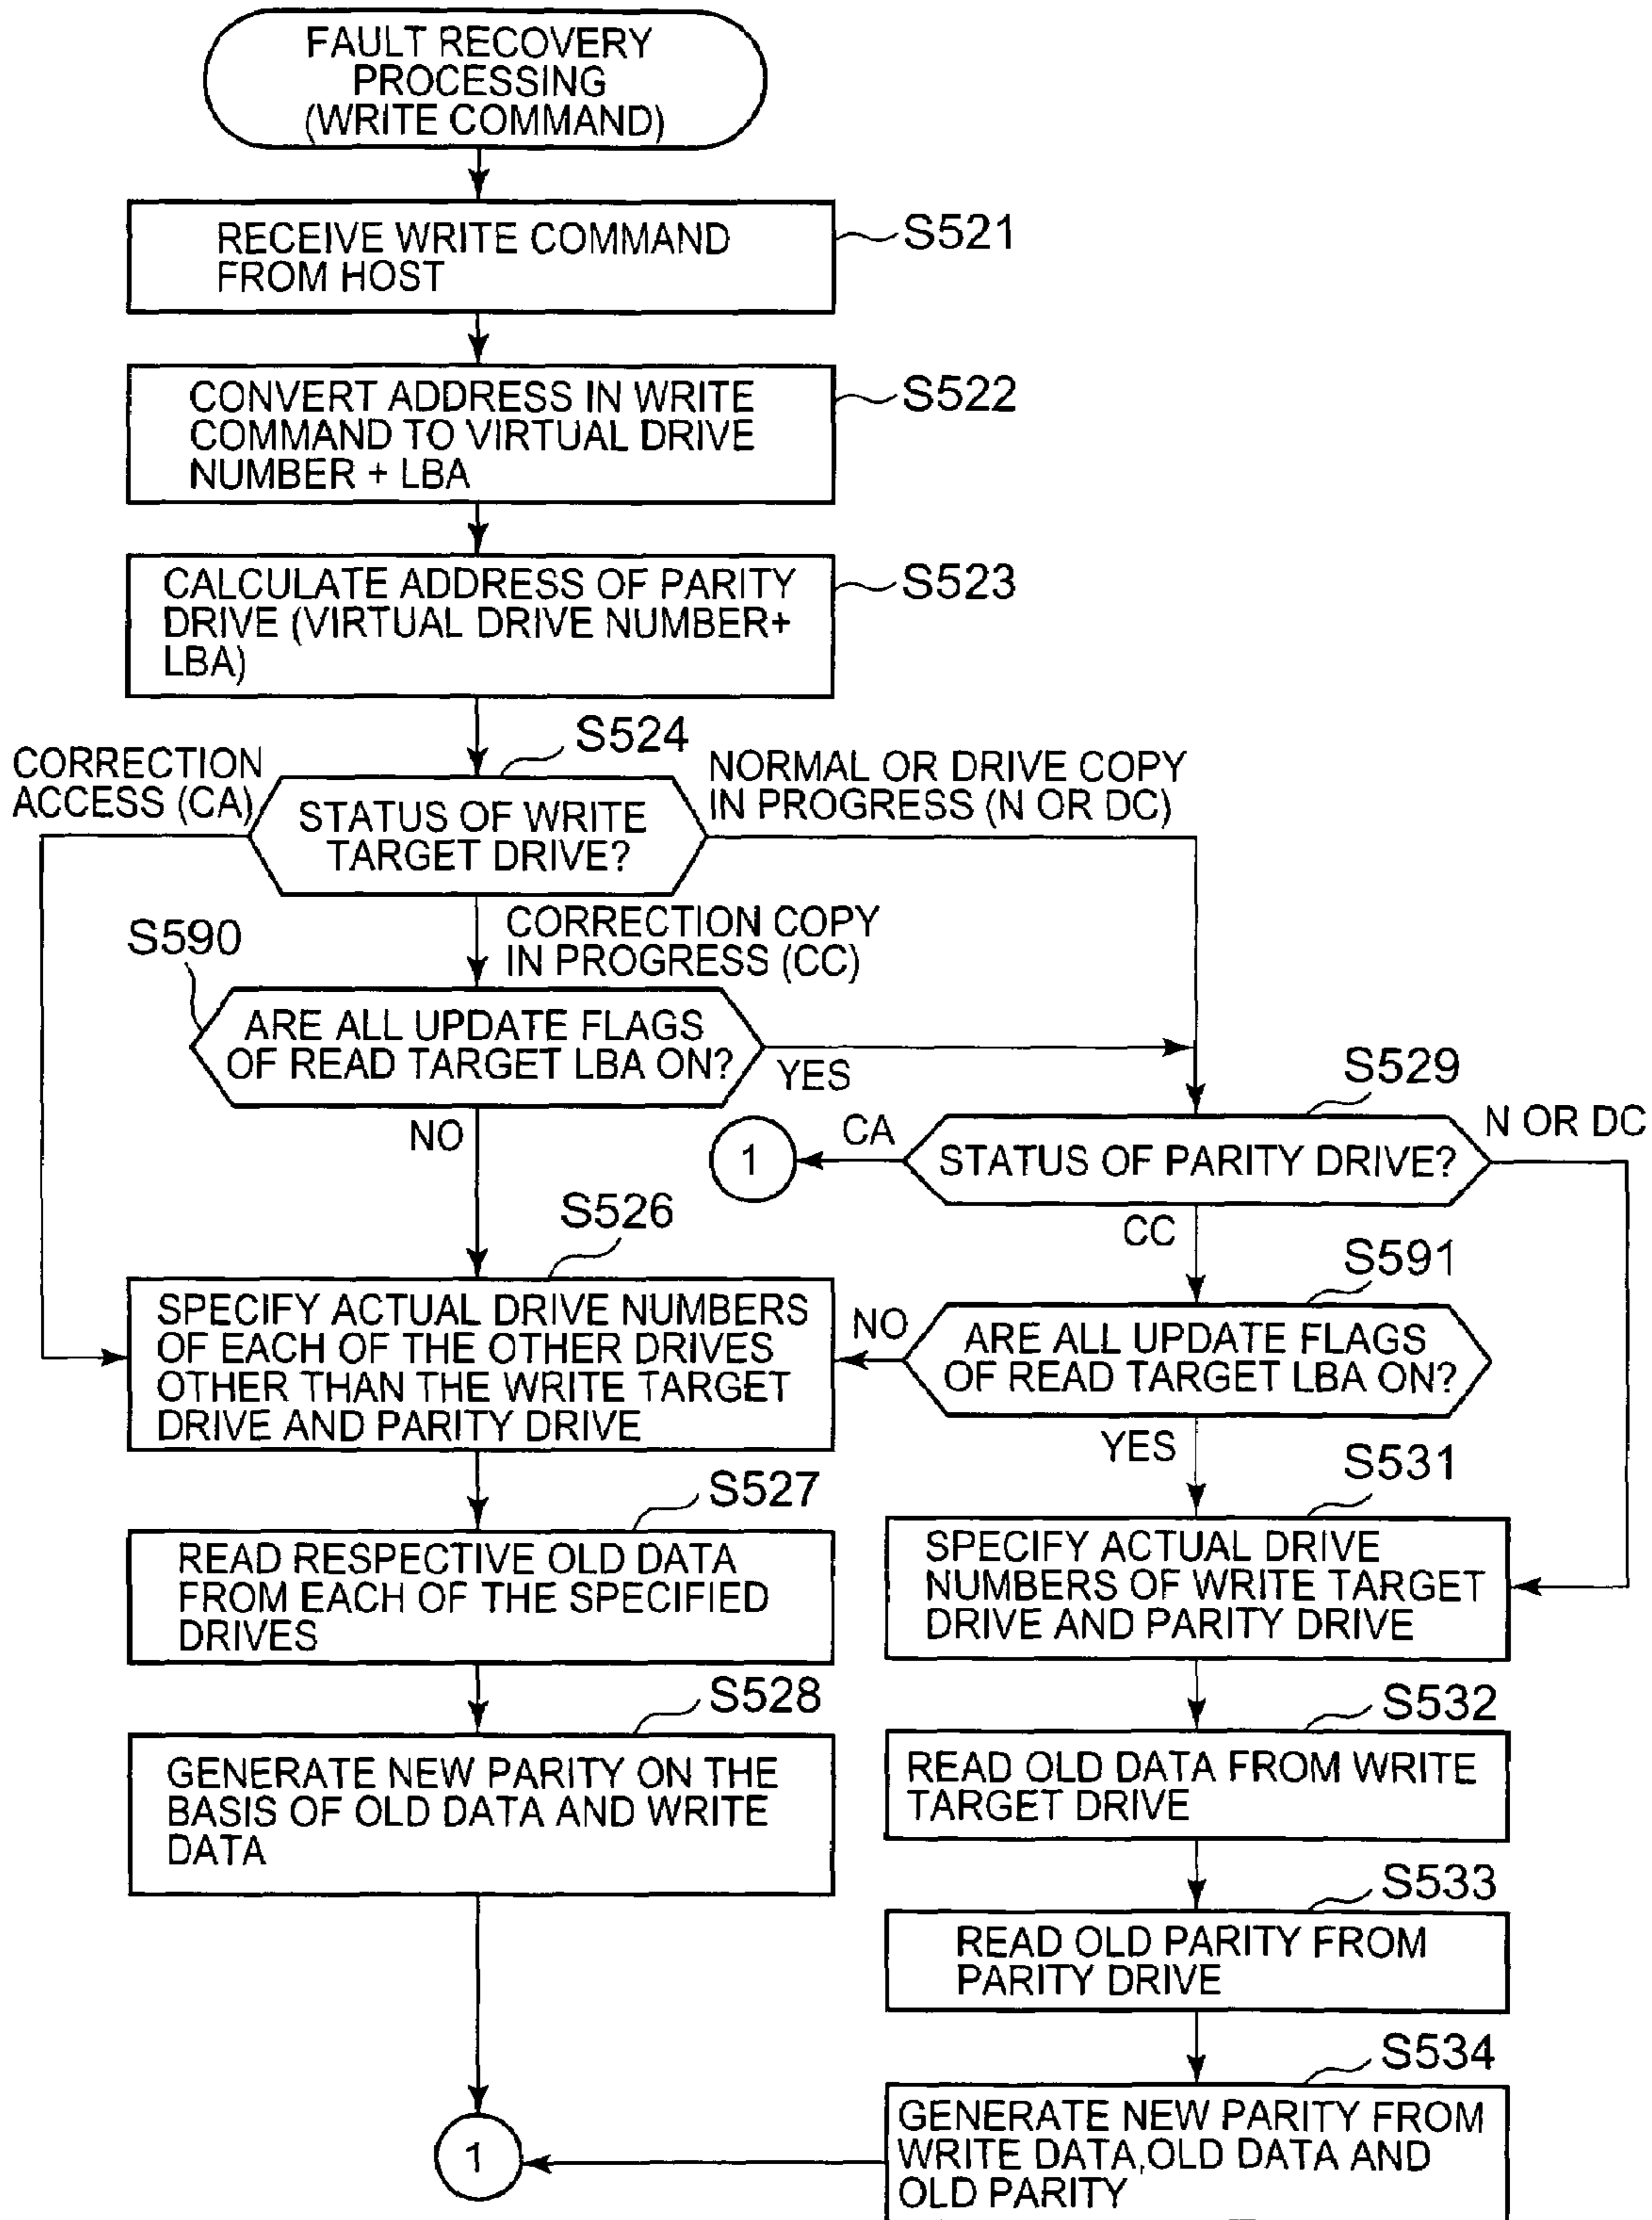 FAULT RECOVERY
PROCESSING
(WRITE COMMAND)
RECEIVE WRITE COMMAND
FROM HOST
S521
CONVERT ADDRESS IN WRITE
COMMAND TO VIRTUAL DRIVE
NUMBER + LBA
S522
CALCULATE ADDRESS OF PARITY
DRIVE (VIRTUAL DRIVE NUMBER+
LBA)
S523
S524
CORRECTION
ACCESS (CA)
STATUS OF WRITE
TARGET DRIVE?
NORMAL OR DRIVE COPY
IN PROGRESS (N OR DC)
CORRECTION COPY
IN PROGRESS (CC)
S590
ARE ALL UPDATE FLAGS
OF READ TARGET LBA ON?
YES
NO
S529
CA
1
STATUS OF PARITY DRIVE?
N OR DC
CC
S526
SPECIFY ACTUAL DRIVE NUMBERS
OF EACH OF THE OTHER DRIVES
OTHER THAN THE WRITE TARGET
DRIVE AND PARITY DRIVE
S591
NO
ARE ALL UPDATE FLAGS
OF READ TARGET LBA ON?
YES
S527
READ RESPECTIVE OLD DATA
FROM EACH OF THE SPECIFIED
DRIVES
S531
SPECIFY ACTUAL DRIVE
NUMBERS OF WRITE TARGET
DRIVE AND PARITY DRIVE
S528
GENERATE NEW PARITY ON THE
BASIS OF OLD DATA AND WRITE
DATA
S532
READ OLD DATA FROM WRITE
TARGET DRIVE
S533
READ OLD PARITY FROM
PARITY DRIVE
S534
GENERATE NEW PARITY FROM
WRITE DATA,OLD DATA AND
OLD PARITY
1